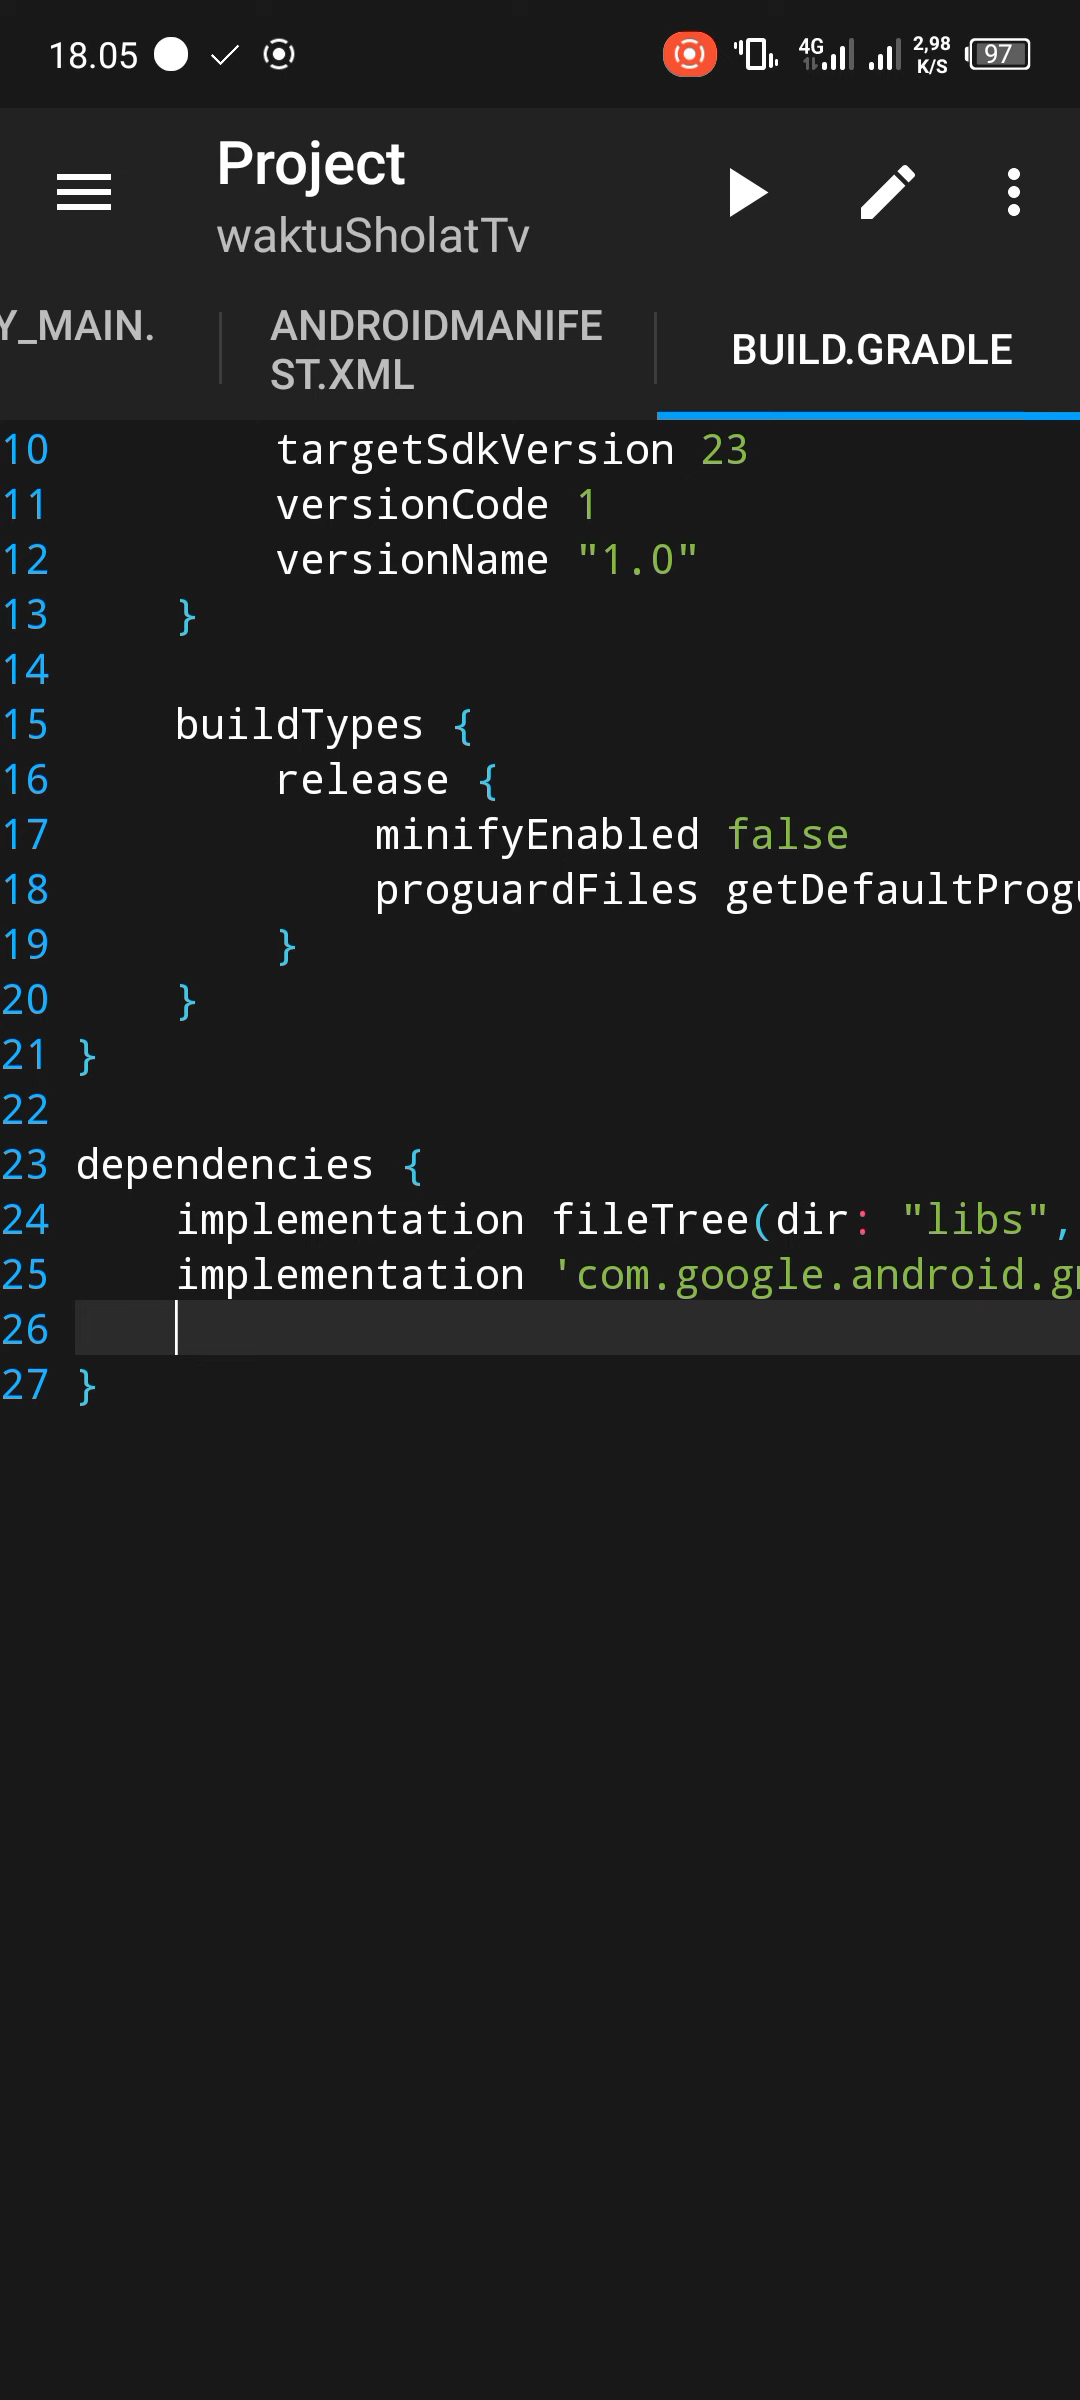 18.05
4G
2,98
K/S
97
Project
waktuSholatTv
Y_MAIN.
ANDROIDMANIFE
ST.XML
BUILD.GRADLE
10 targetSdkVersion 23
11 versionCode 1
12 versionName "1.0"
13 }
14
15 buildTypes {
16 release {
17 minifyEnabled false
18 proguardFiles getDefaultProgu
19 }
20 }
21 }
22
23 dependencies {
24 implementation fileTree(dir: "libs",
25 implementation 'com.google.android.gm
26
27 }